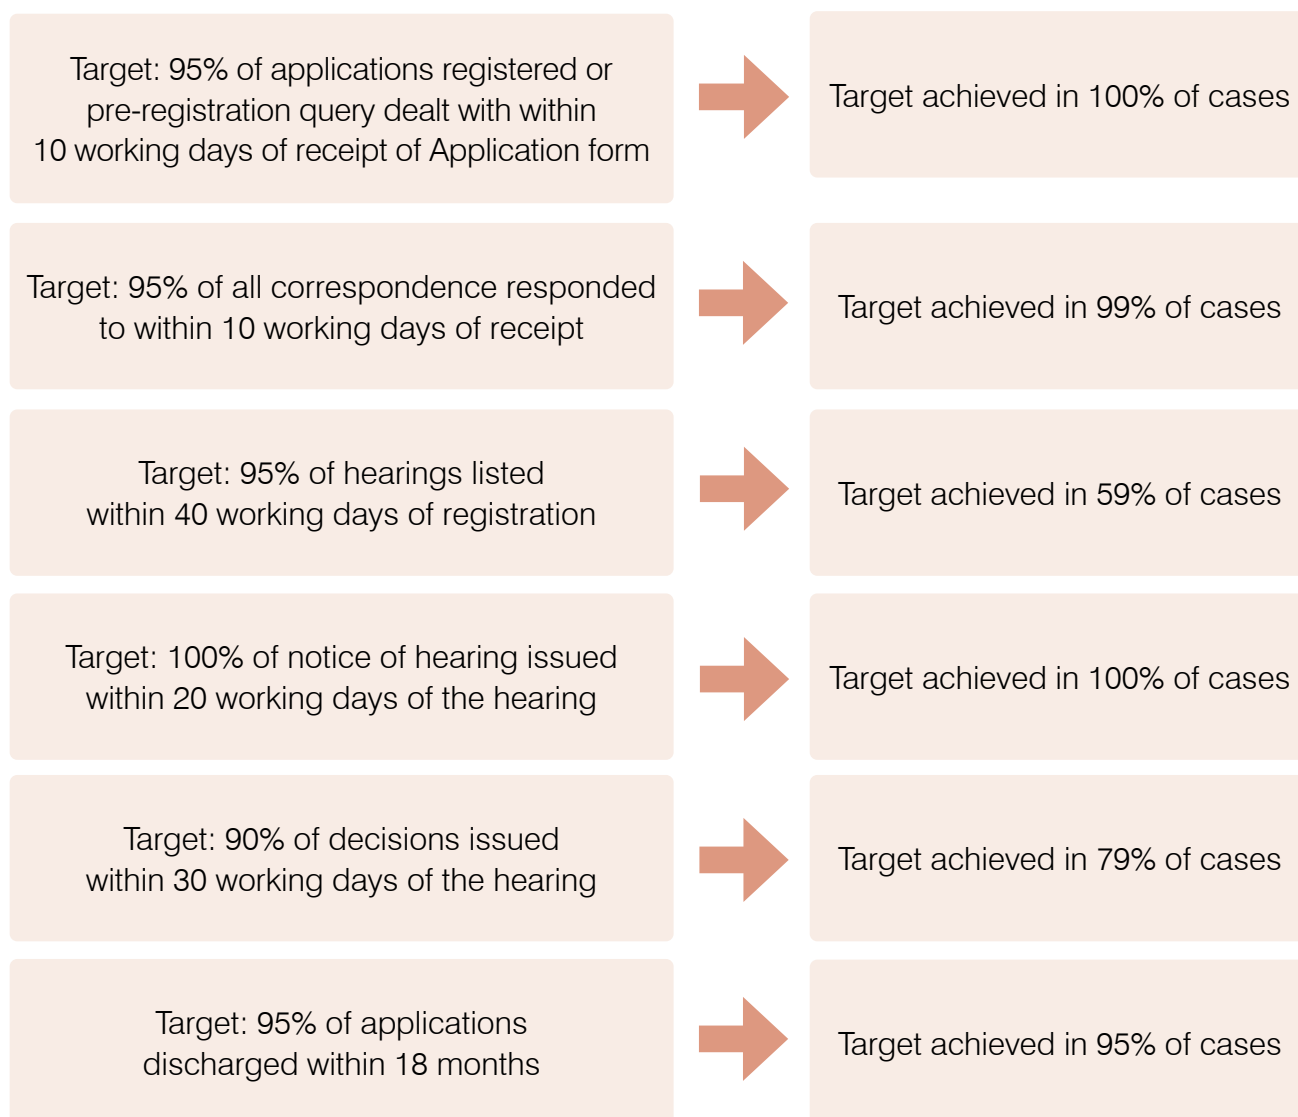 Target: 95% of applications registered or
pre-registration query dealt with within
10 working days of receipt of Application form
Target achieved in 100% of cases
Target: 95% of all correspondence responded
to within 10 working days of receipt
Target achieved in 99% of cases
Target: 95% of hearings listed
within 40 working days of registration
Target achieved in 59% of cases
Target: 100% of notice of hearing issued
within 20 working days of the hearing
Target achieved in 100% of cases
Target: 90% of decisions issued
within 30 working days of the hearing
Target achieved in 79% of cases
Target: 95% of applications
discharged within 18 months
Target achieved in 95% of cases